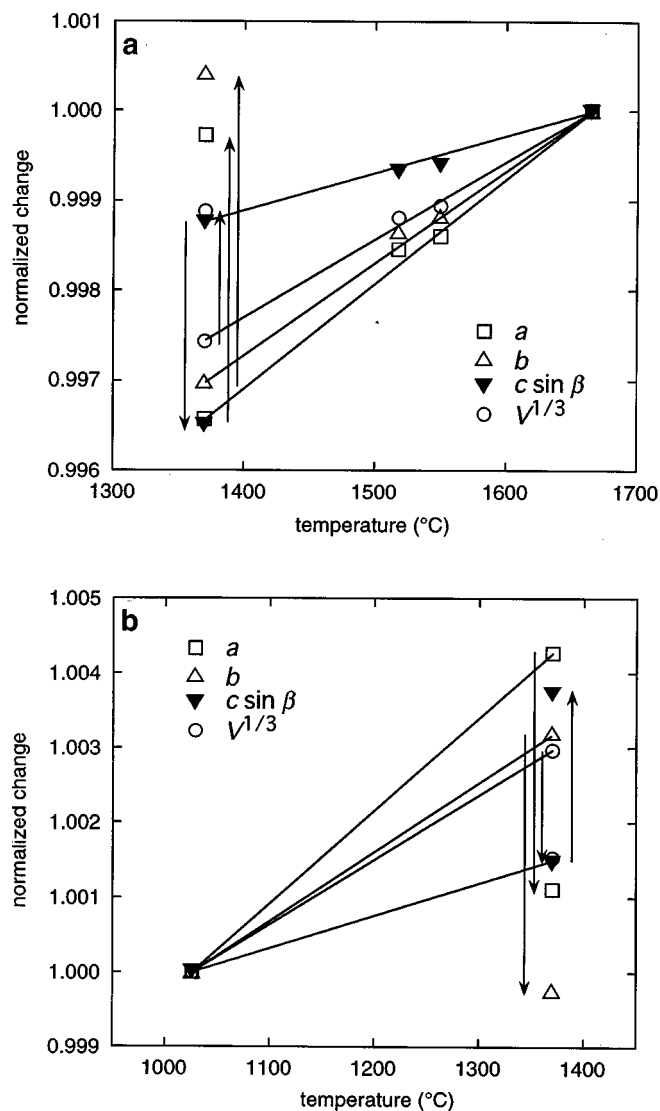 a
1.001
1.000
0.999
0.998
0.997
0.996
normalized change
a
b
c sin β
V^1/3
1300 1400 1500 1600 1700
temperature (°C)
b
1.005
1.004
1.003
1.002
1.001
1.000
0.999
normalized change
a
b
c sin β
V^1/3
1000 1100 1200 1300 1400
temperature (°C)